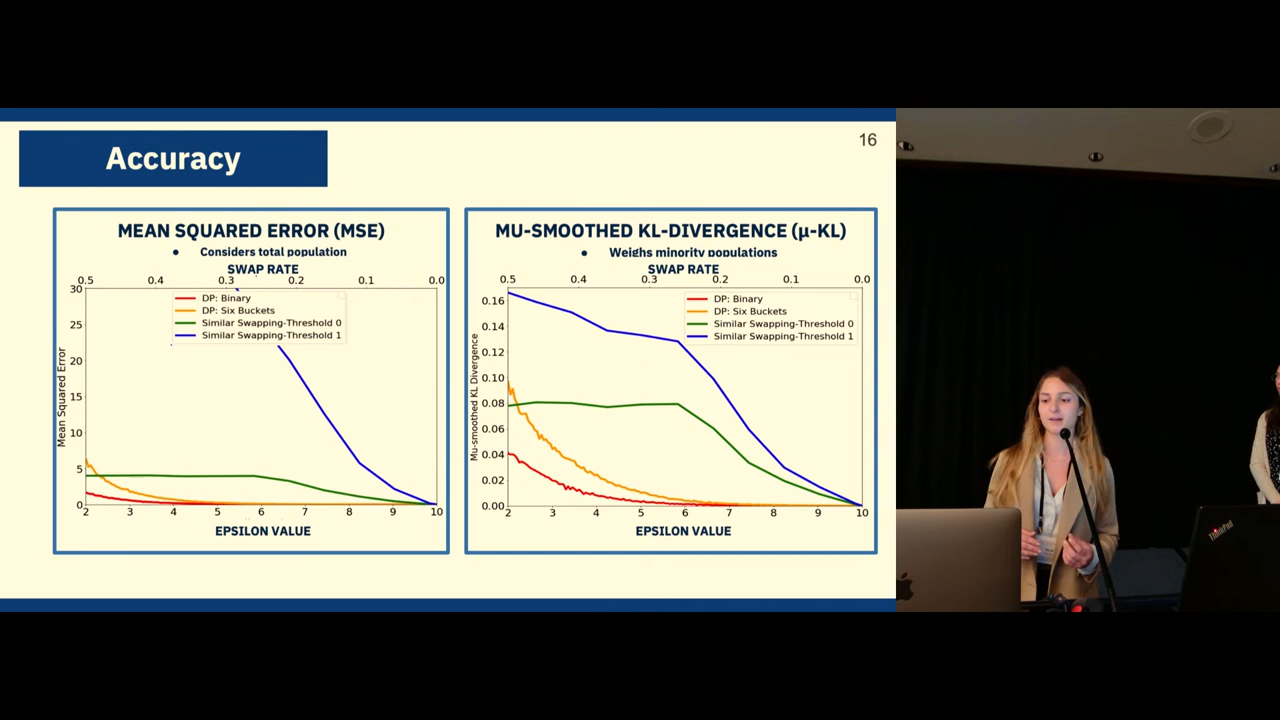 Accuracy
16
MEAN SQUARED ERROR (MSE)
● Considers total population
SWAP RATE
0.5 0.4 0.3 0.2 0.1 0.0
DP: Binary
DP: Six Buckets
Similar Swapping-Threshold 0
Similar Swapping-Threshold 1
Mean Squared Error
30
25
20
15
10
5
0
2 3 4 5 6 7 8 9 10
EPSILON VALUE
MU-SMOOTHED KL-DIVERGENCE (µ-KL)
● Weighs minority populations
SWAP RATE
0.5 0.4 0.3 0.2 0.1 0.0
DP: Binary
DP: Six Buckets
Similar Swapping-Threshold 0
Similar Swapping-Threshold 1
Mu-smoothed KL Divergence
0.16
0.14
0.12
0.10
0.08
0.06
0.04
0.02
0.00
2 3 4 5 6 7 8 9 10
EPSILON VALUE
ThinkPad